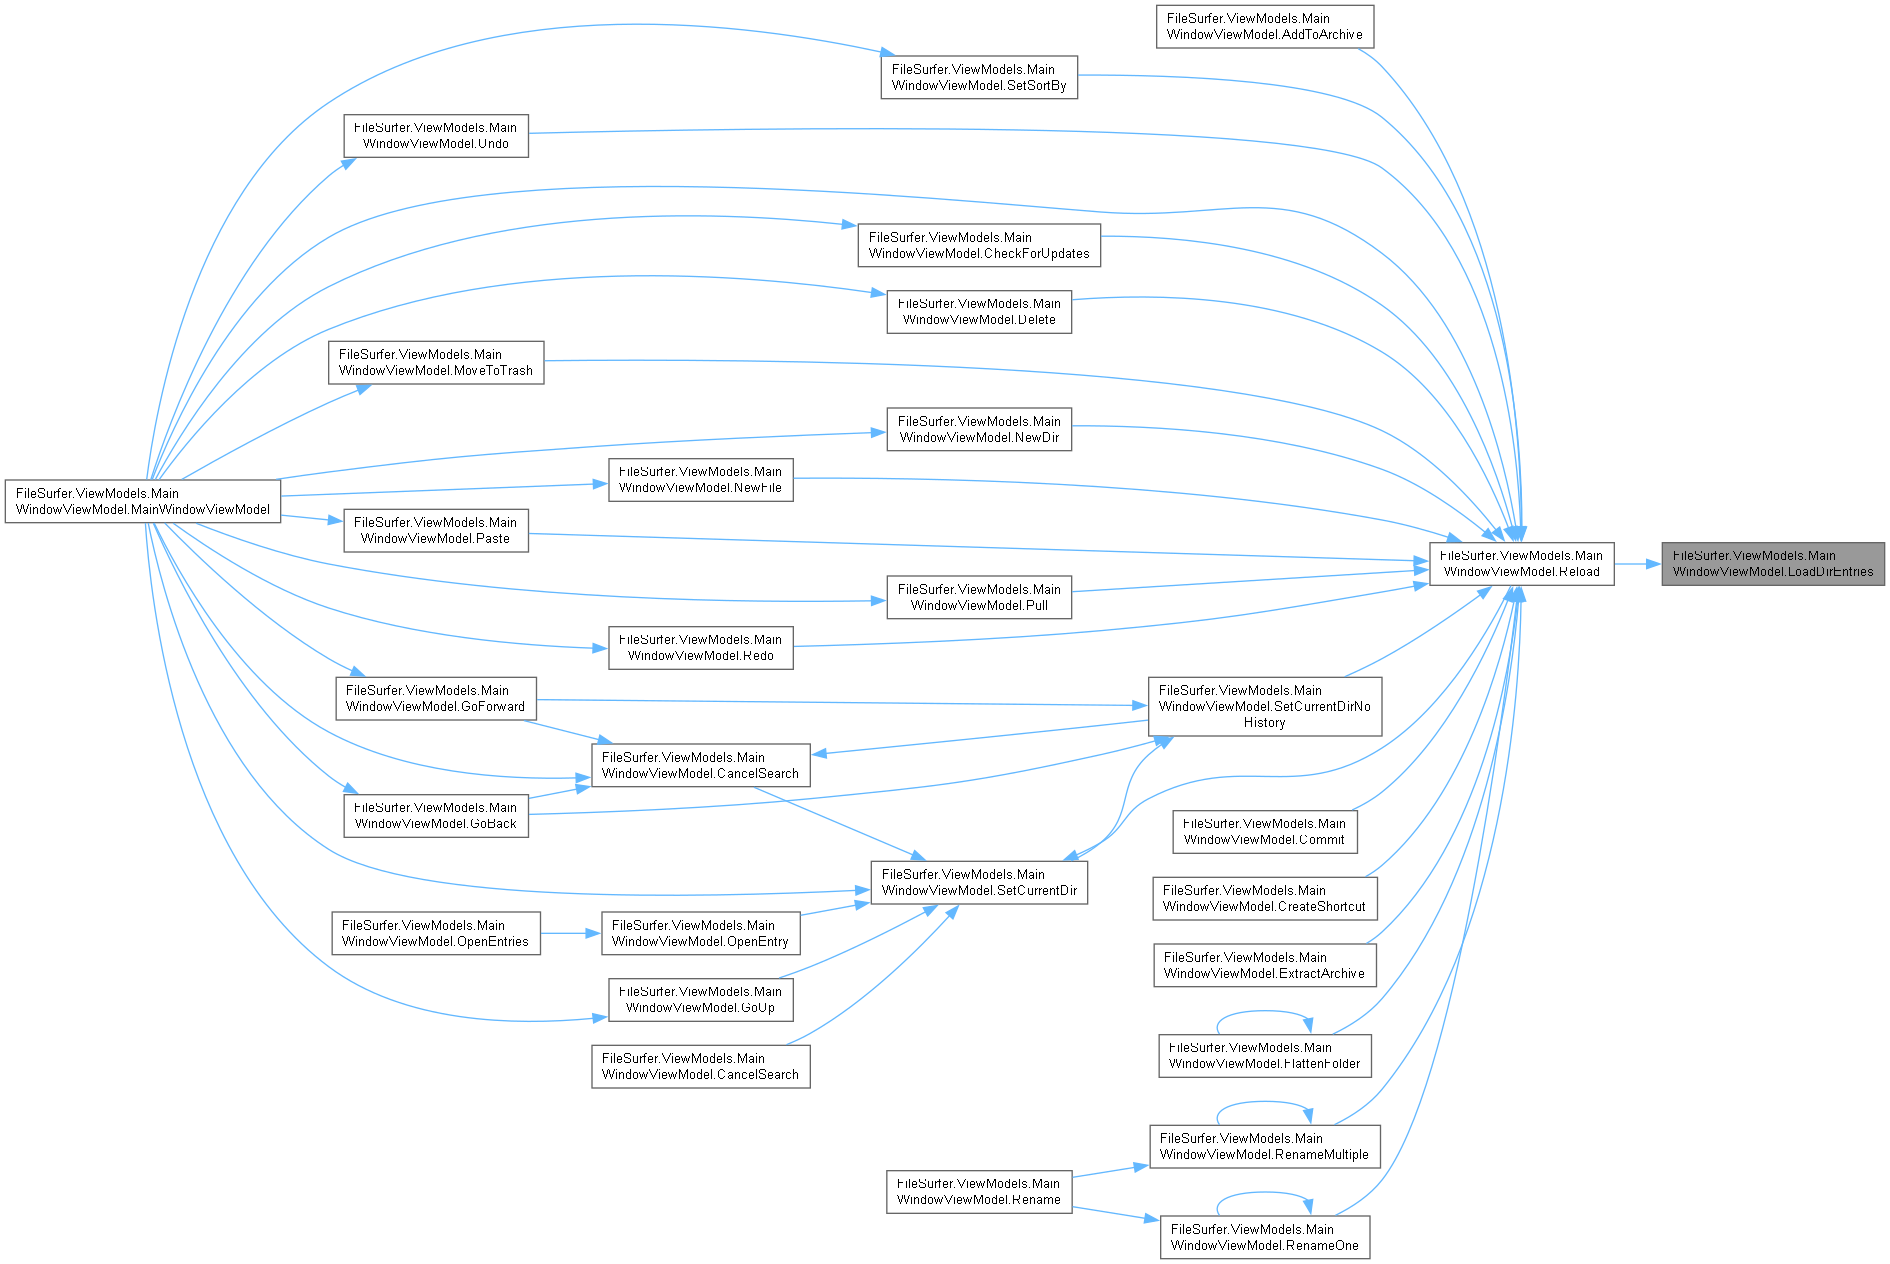 FileSurfer.ViewModels.Main
WindowViewModel.AddToArchive
FileSurfer.ViewModels.Main
WindowViewModel.SetSortBy
FileSurfer.ViewModels.Main
WindowViewModel.Undo
FileSurfer.ViewModels.Main
WindowViewModel.CheckForUpdates
FileSurfer.ViewModels.Main
WindowViewModel.Delete
FileSurfer.ViewModels.Main
WindowViewModel.MoveToTrash
FileSurfer.ViewModels.Main
WindowViewModel.NewDir
FileSurfer.ViewModels.Main
WindowViewModel.NewFile
FileSurfer.ViewModels.Main
WindowViewModel.MainWindowViewModel
FileSurfer.ViewModels.Main
WindowViewModel.Paste
FileSurfer.ViewModels.Main
WindowViewModel.Reload
FileSurfer.ViewModels.Main
WindowViewModel.LoadDirEntries
FileSurfer.ViewModels.Main
WindowViewModel.Pull
FileSurfer.ViewModels.Main
WindowViewModel.Redo
FileSurfer.ViewModels.Main
WindowViewModel.GoForward
FileSurfer.ViewModels.Main
WindowViewModel.SetCurrentDirNo
History
FileSurfer.ViewModels.Main
WindowViewModel.CancelSearch
FileSurfer.ViewModels.Main
WindowViewModel.GoBack
FileSurfer.ViewModels.Main
WindowViewModel.Commit
FileSurfer.ViewModels.Main
WindowViewModel.SetCurrentDir
FileSurfer.ViewModels.Main
WindowViewModel.CreateShortcut
FileSurfer.ViewModels.Main
WindowViewModel.OpenEntries
FileSurfer.ViewModels.Main
WindowViewModel.OpenEntry
FileSurfer.ViewModels.Main
WindowViewModel.ExtractArchive
FileSurfer.ViewModels.Main
WindowViewModel.GoUp
FileSurfer.ViewModels.Main
WindowViewModel.FlattenFolder
FileSurfer.ViewModels.Main
WindowViewModel.CancelSearch
FileSurfer.ViewModels.Main
WindowViewModel.RenameMultiple
FileSurfer.ViewModels.Main
WindowViewModel.Rename
FileSurfer.ViewModels.Main
WindowViewModel.RenameOne